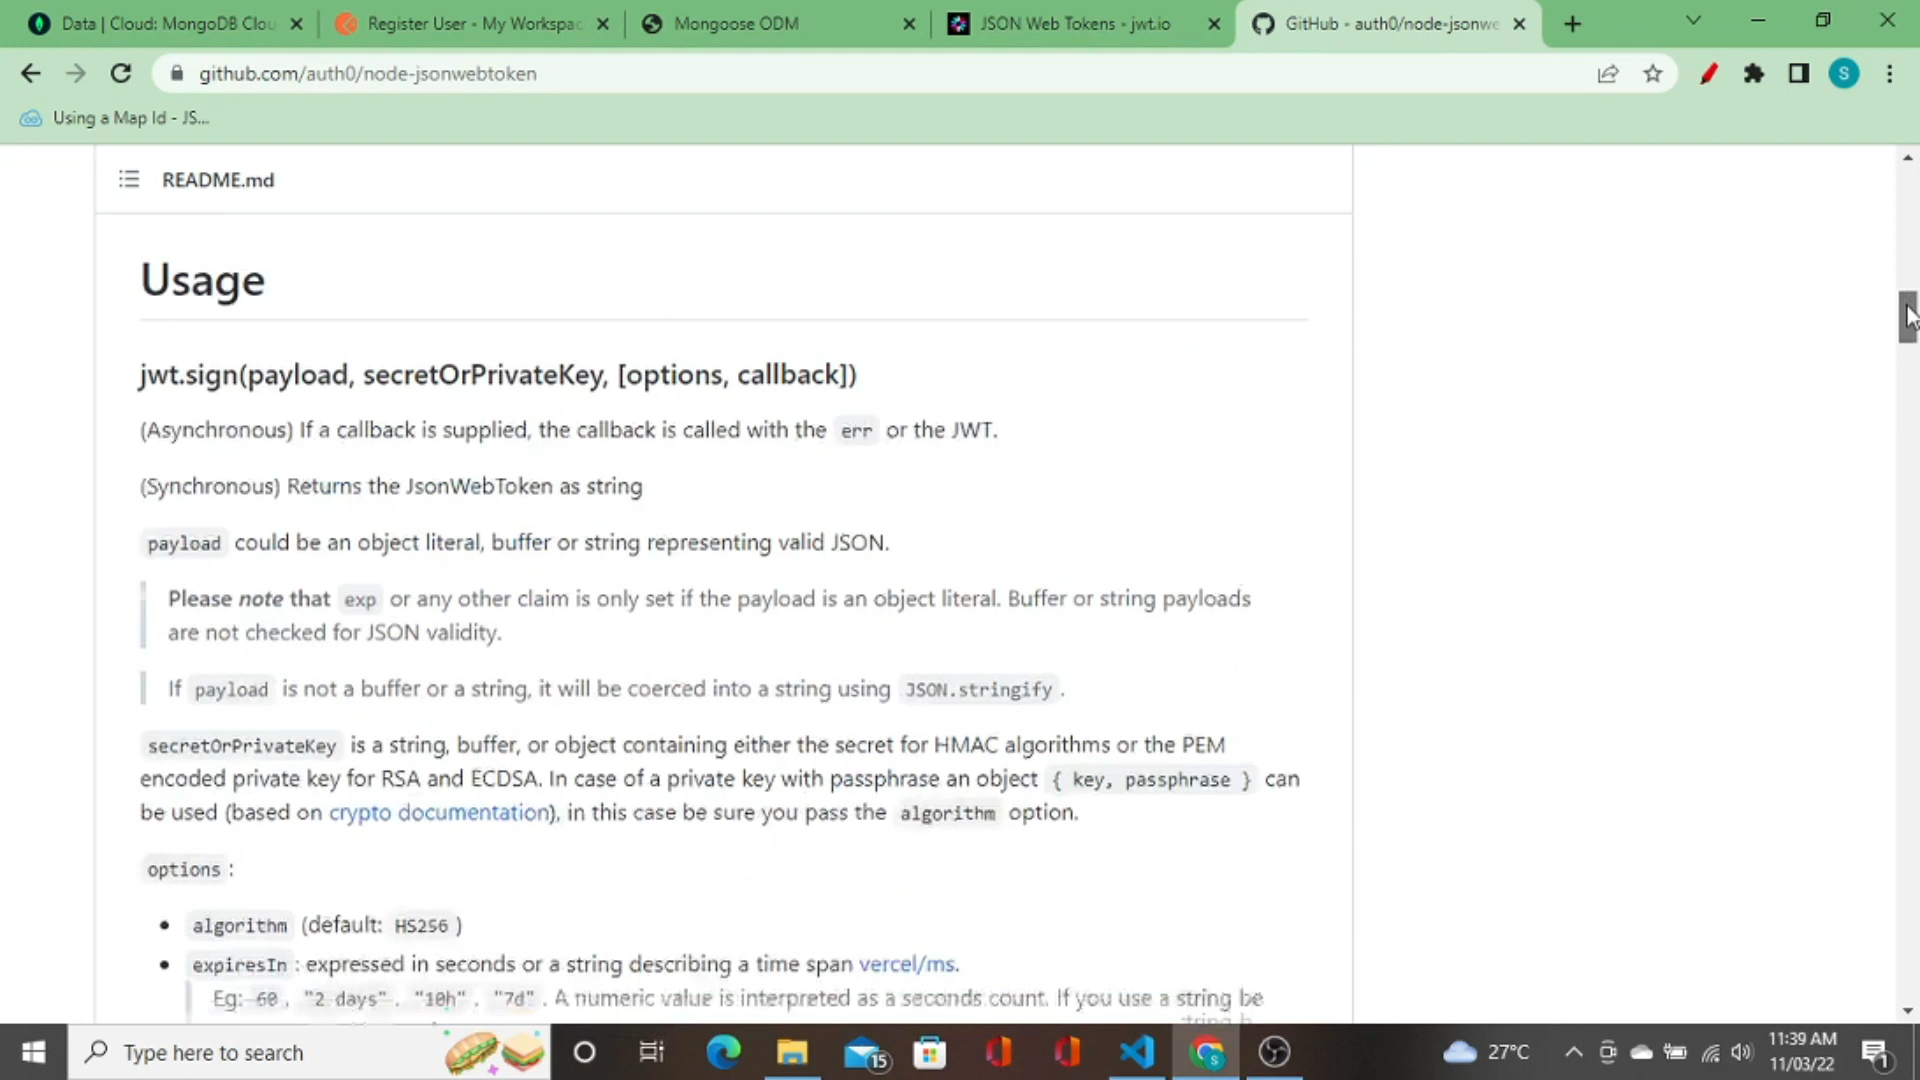 Data | Cloud: MongoDB Clou
Register User - My Workspac
Mongoose ODM
JSON Web Tokens - jwt.io
GitHub - auth0/node-jsonwe
github.com/auth0/node-jsonwebtoken
S
Using a Map Id - JS...
README.md
Usage
jwt.sign(payload, secretOrPrivateKey, [options, callback])
(Asynchronous) If a callback is supplied, the callback is called with the err or the JWT.
(Synchronous) Returns the JsonWebToken as string
payload could be an object literal, buffer or string representing valid JSON.
Please note that exp or any other claim is only set if the payload is an object literal. Buffer or string payloads
are not checked for JSON validity.
If payload is not a buffer or a string, it will be coerced into a string using JSON.stringify .
secretOrPrivateKey is a string, buffer, or object containing either the secret for HMAC algorithms or the PEM
encoded private key for RSA and ECDSA. In case of a private key with passphrase an object { key, passphrase } can
be used (based on crypto documentation), in this case be sure you pass the algorithm option.
options :
• algorithm (default: HS256 )
• expiresIn : expressed in seconds or a string describing a time span vercel/ms.
Eg: 60 , "2 days" , "10h" , "7d" . A numeric value is interpreted as a seconds count. If you use a string be
Type here to search
15
S
27°C
11:39 AM
11/03/22
1